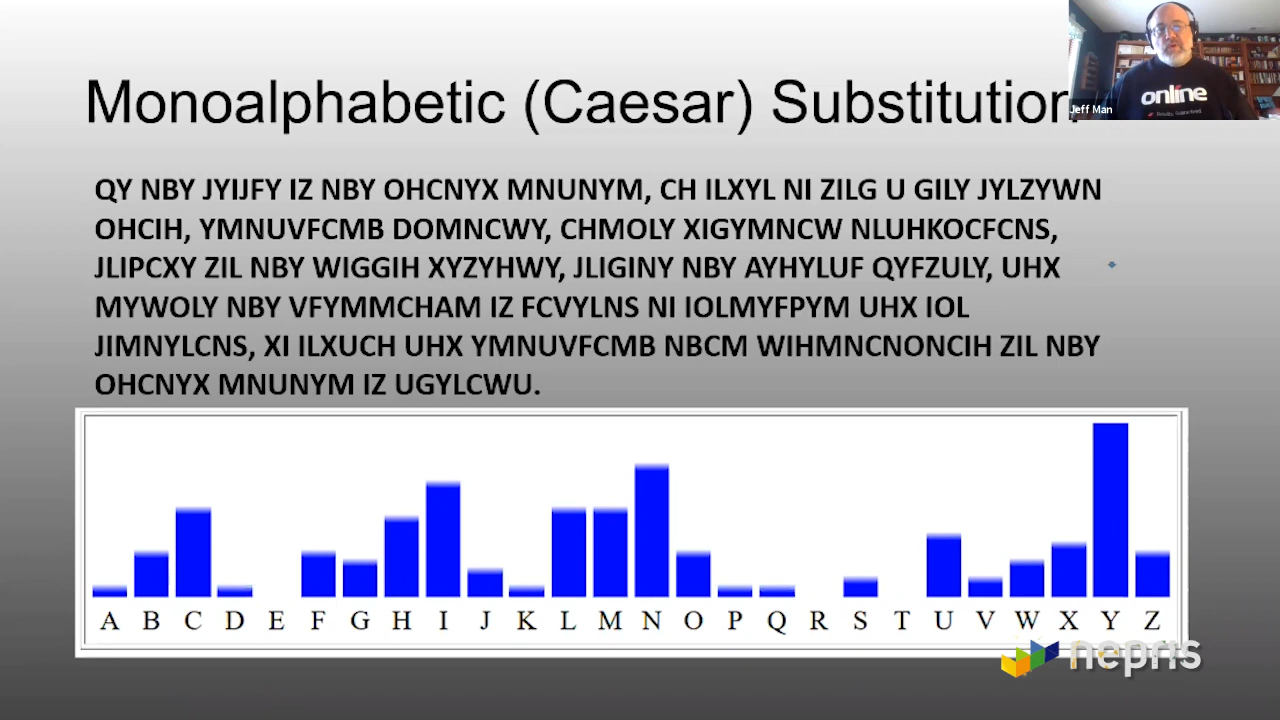 Monoalphabetic (Caesar) Substitution
online
Jeff Man
QY NBY JYIJFY IZ NBY OHCNYX MNUNYM, CH ILXYL NI ZILG U GILY JYLZYWN
OHCIH, YMNUVFCMB DOMNCWY, CHMOLY XIGYMNCW NLUHKOCFCNS,
JLIPCXY ZIL NBY WIGGIH XYZYHWY, JLIGINY NBY AYHYLUF QYFZULY, UHX
MYWOLY NBY VFYMMCHAM IZ FCVYLNS NI IOLMYFPYM UHX IOL
JIMNYLCNS, XI ILXUCH UHX YMNUVFCMB NBCM WIHMNCNONCIH ZIL NBY
OHCNYX MNUNYM IZ UGYLCWU.
A B C D E F G H I J K L M N O P Q R S T U V W X Y Z
nepris